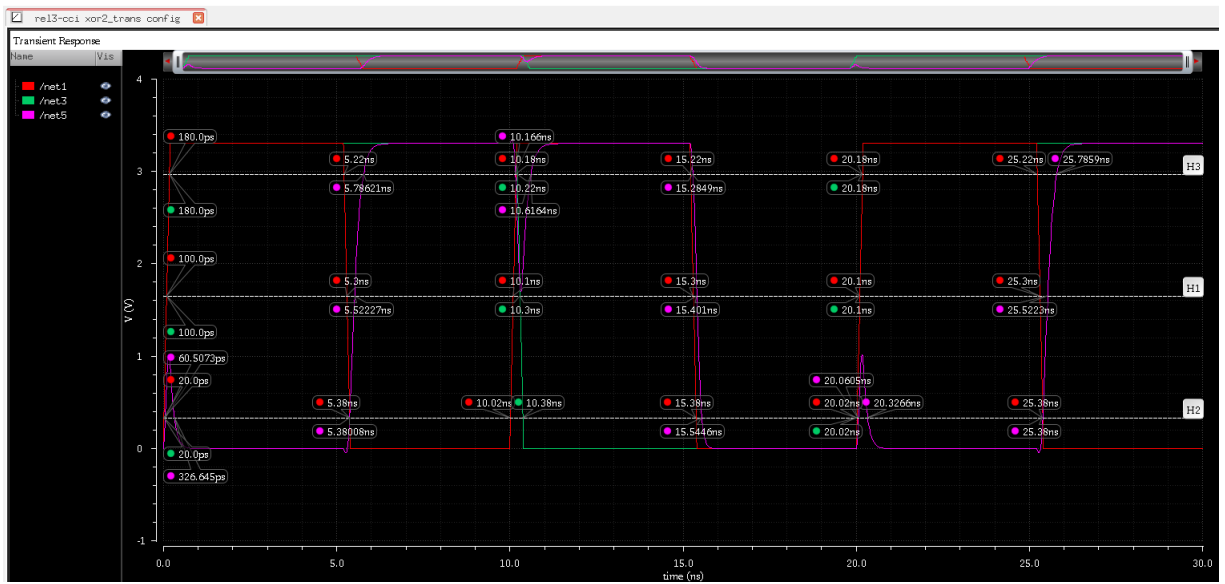 rel3-cci xor2_trans config
Transient Response
Name Vis
/net1
/net3
/net5
V (V)
4
3
2
1
0
-1
180.0ps
180.0ps
100.0ps
100.0ps
60.5073ps
20.0ps
20.0ps
326.645ps
5.22ns
5.78621ns
5.3ns
5.52227ns
5.38ns
5.38008ns
10.166ns
10.18ns
10.22ns
10.6164ns
10.1ns
10.3ns
10.02ns
10.38ns
15.22ns
15.2849ns
15.3ns
15.401ns
15.38ns
15.5446ns
20.18ns
20.18ns
20.1ns
20.1ns
20.0605ns
20.02ns
20.3266ns
20.02ns
25.22ns
25.7859ns
25.3ns
25.5223ns
25.38ns
25.38ns
H3
H1
H2
0.0 5.0 10.0 15.0 20.0 25.0 30.0
time (ns)